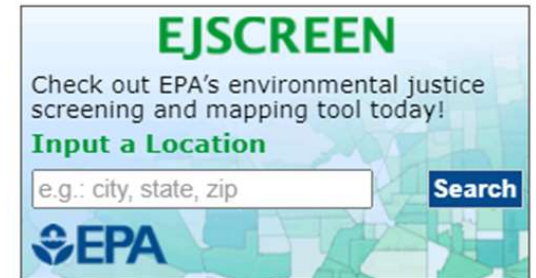 EJSCREEN
Check out EPA's environmental justice
screening and mapping tool today!
Input a Location
e.g.: city, state, zip
Search
EPA